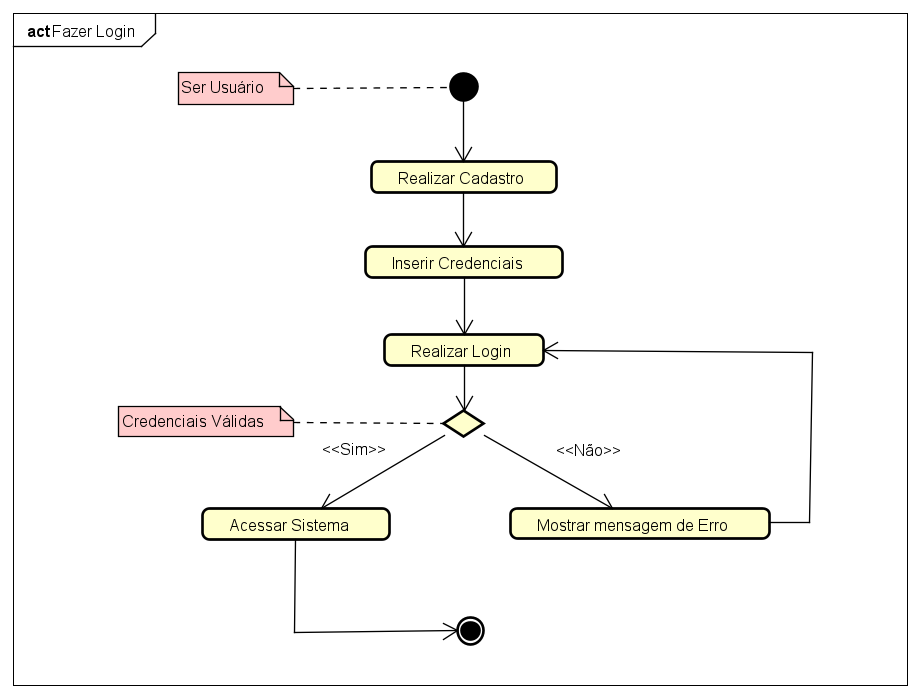 act Fazer Login
Ser Usuário
Realizar Cadastro
Inserir Credenciais
Realizar Login
Credenciais Válidas
<<Sim>>
<<Não>>
Acessar Sistema
Mostrar mensagem de Erro